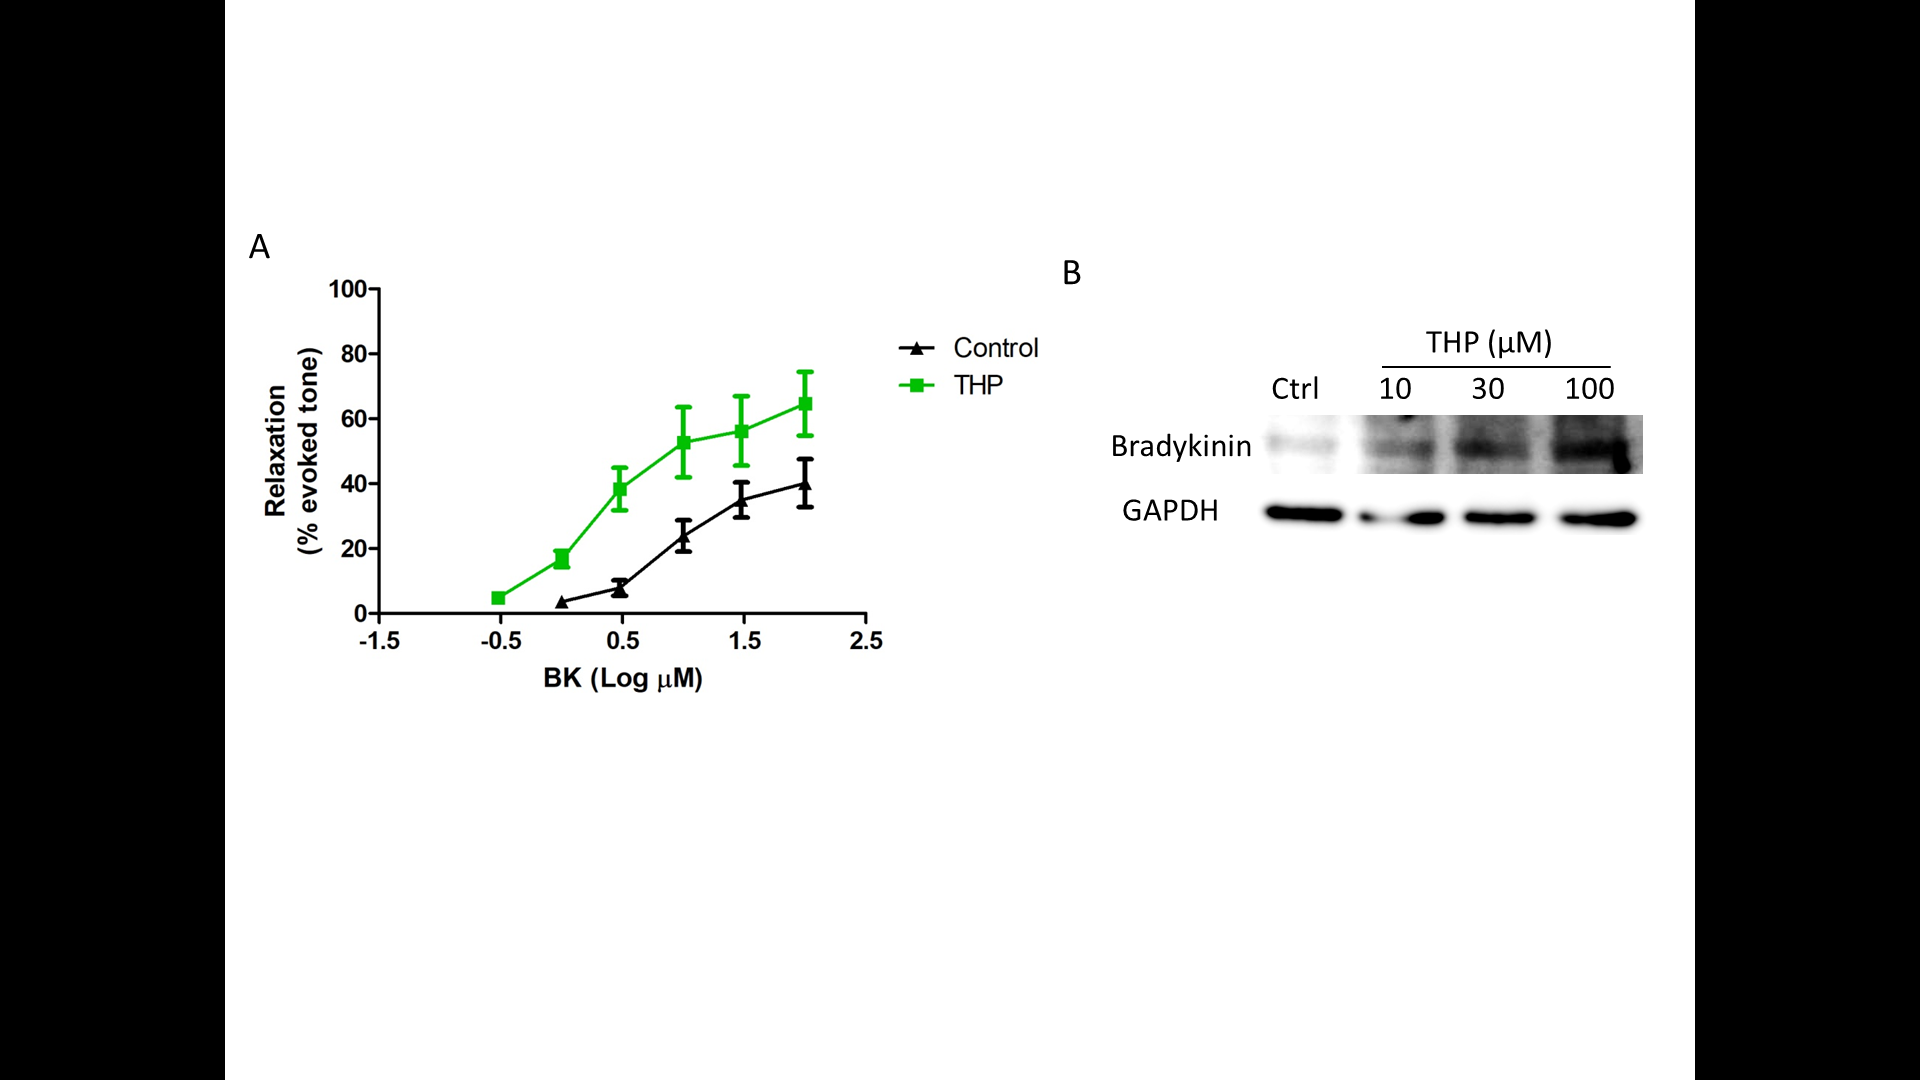 A
100
80
60
40
20
0
-1.5 -0.5 0.5 1.5 2.5
Relaxation
(% evoked tone)
BK (Log μM)
Control
THP
B
THP (μM)
Ctrl 10 30 100
Bradykinin
GAPDH